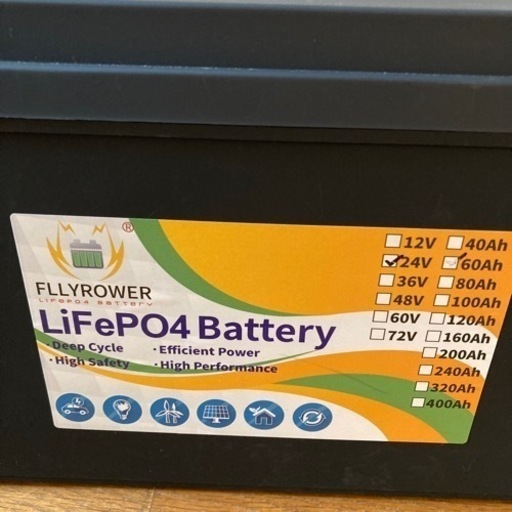 ®
FLLYROWER
LIFEPO4 BATTERY
LiFePO4 Battery
·Deep Cycle ·Efficient Power
·High Safety ·High Performance
12V 40Ah
24V 60Ah
36V 80Ah
48V 100Ah
60V 120Ah
72V 160Ah
200Ah
240Ah
320Ah
400Ah